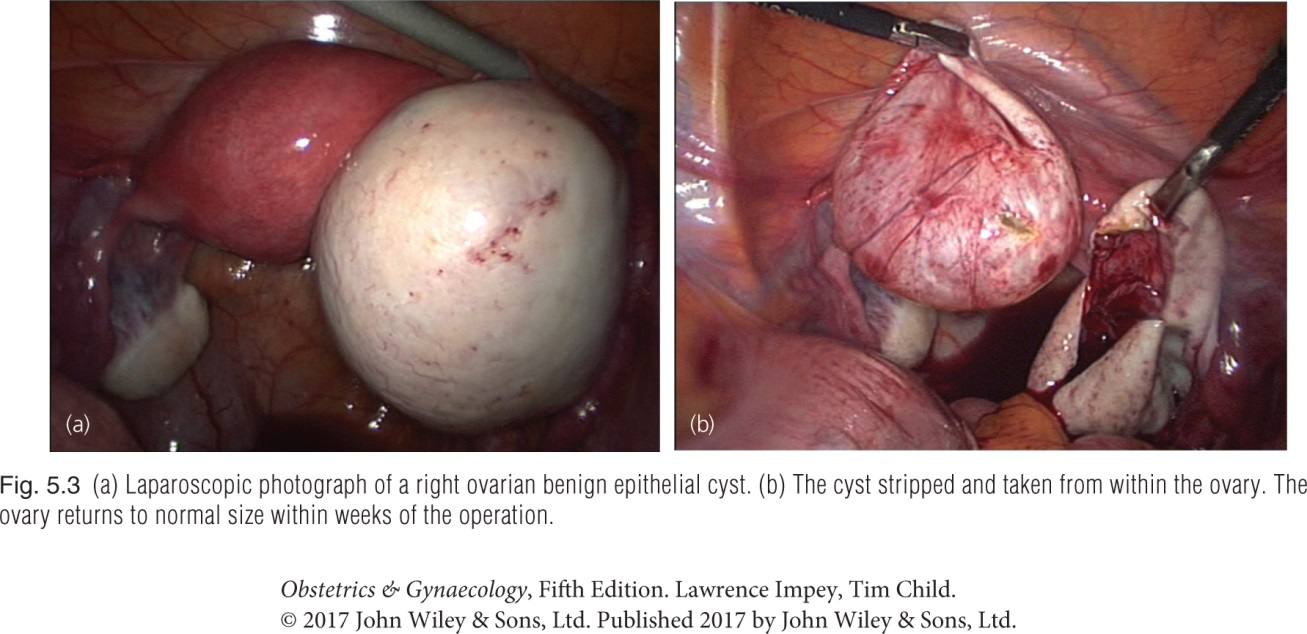 (a)
(b)
Fig. 5.3 (a) Laparoscopic photograph of a right ovarian benign epithelial cyst. (b) The cyst stripped and taken from within the ovary. The
ovary returns to normal size within weeks of the operation.
Obstetrics & Gynaecology, Fifth Edition. Lawrence Impey, Tim Child.
© 2017 John Wiley & Sons, Ltd. Published 2017 by John Wiley & Sons, Ltd.